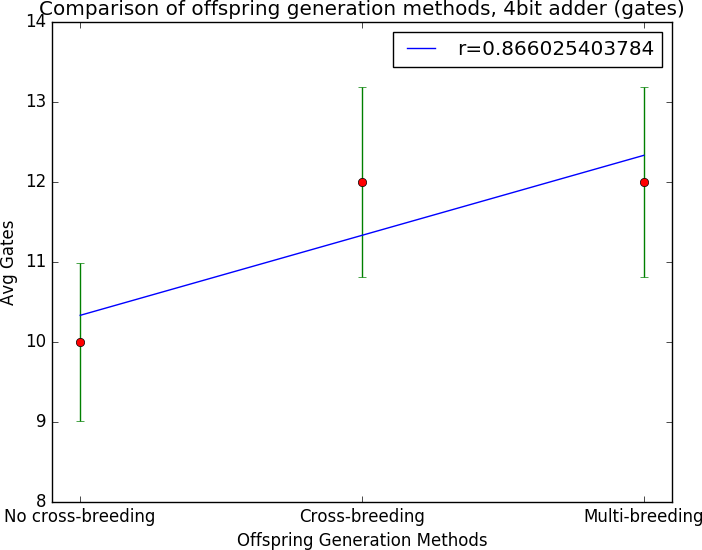 Comparison of offspring generation methods, 4bit adder (gates)
r=0.866025403784
14
13
12
11
10
9
8
Avg Gates
No cross-breeding
Cross-breeding
Multi-breeding
Offspring Generation Methods